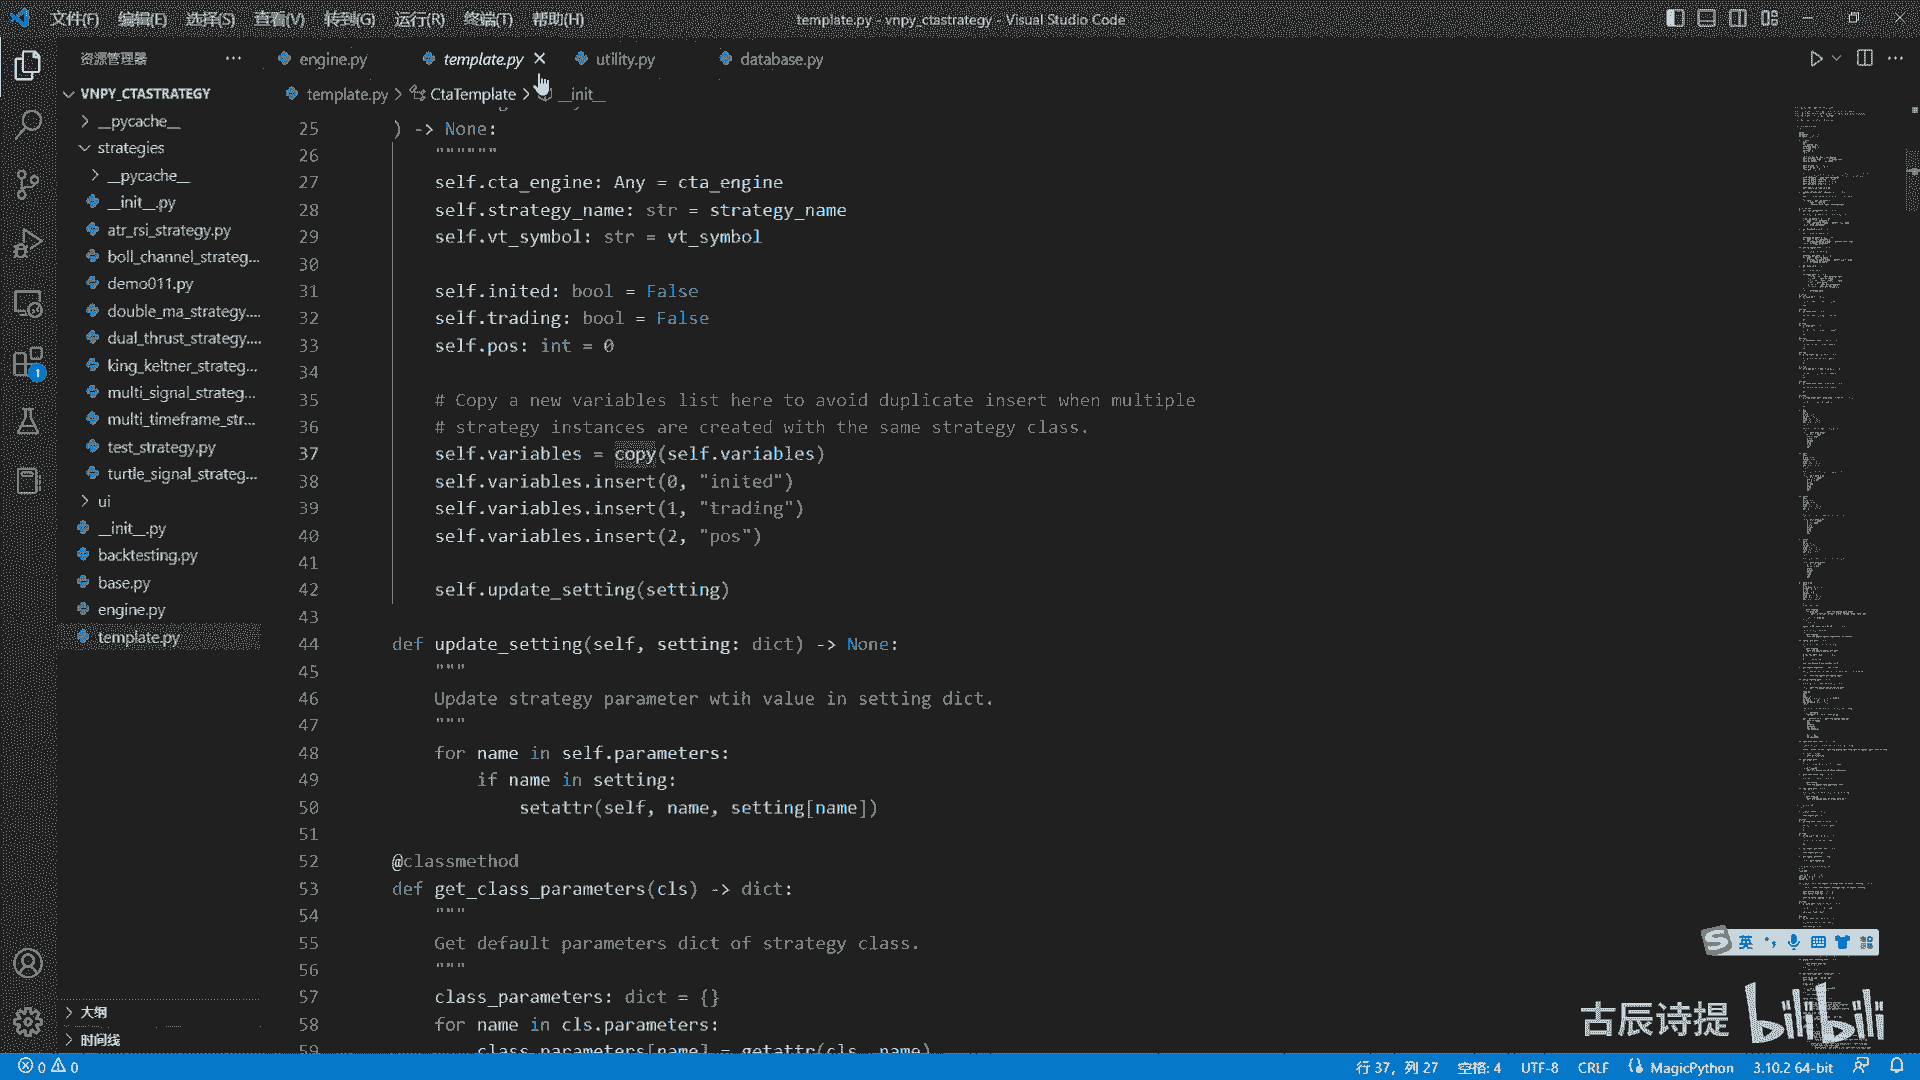 文件(F) 编辑(E) 选择(S) 查看(V) 转到(G) 运行(R) 终端(T) 帮助(H)
template.py - vnpy_ctastrategy - Visual Studio Code
资源管理器
VNPY_CTASTRATEGY
__pycache__
strategies
__pycache__
__init__.py
atr_rsi_strategy.py
boll_channel_strateg...
demo011.py
double_ma_strategy....
dual_thrust_strategy....
king_keltner_strateg...
multi_signal_strateg...
multi_timeframe_str...
test_strategy.py
turtle_signal_strateg...
ui
__init__.py
backtesting.py
base.py
engine.py
template.py
大纲
时间线
1
engine.py template.py utility.py database.py
template.py > CtaTemplate > __init__
25 ) -> None:
26 """"""
27 self.cta_engine: Any = cta_engine
28 self.strategy_name: str = strategy_name
29 self.vt_symbol: str = vt_symbol
30
31 self.inited: bool = False
32 self.trading: bool = False
33 self.pos: int = 0
34
35 # Copy a new variables list here to avoid duplicate insert when multiple
36 # strategy instances are created with the same strategy class.
37 self.variables = copy(self.variables)
38 self.variables.insert(0, "inited")
39 self.variables.insert(1, "trading")
40 self.variables.insert(2, "pos")
41
42 self.update_setting(setting)
43
44 def update_setting(self, setting: dict) -> None:
45 """
46 Update strategy parameter wtih value in setting dict.
47 """
48 for name in self.parameters:
49 if name in setting:
50 setattr(self, name, setting[name])
51
52 @classmethod
53 def get_class_parameters(cls) -> dict:
54 """
55 Get default parameters dict of strategy class.
56 """
57 class_parameters: dict = {}
58 for name in cls.parameters:
59 class_parameters[name] = getattr(cls, name)
英
古辰诗提 bilibili
0 0
行 37，列 27 空格: 4 UTF-8 CRLF MagicPython 3.10.2 64-bit